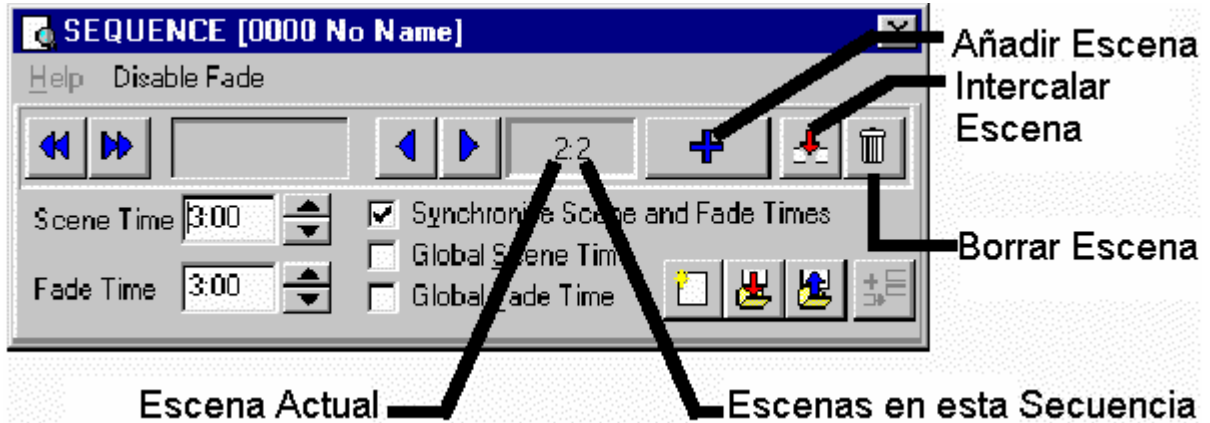 SEQUENCE [0000 No Name]
Añadir Escena
Help Disable Fade
Intercalar
Escena
2:2
Scene Time 3:00
Synchronize Scene and Fade Times
Global Scene Time
Borrar Escena
Fade Time 3:00
Global Fade Time
Escena Actual
Escenas en esta Secuencia